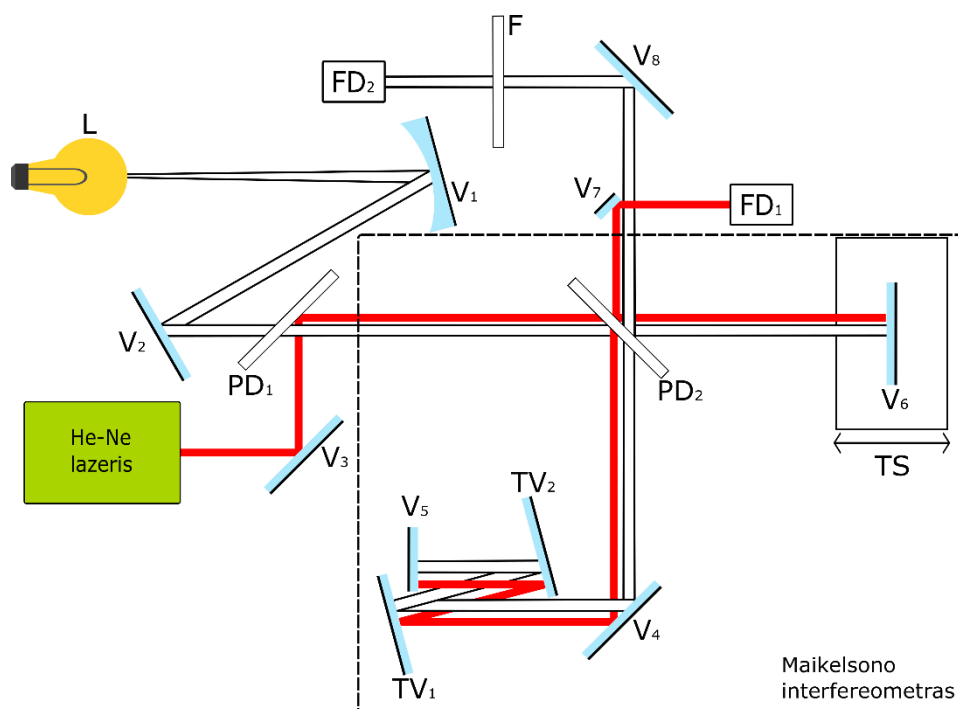 F
V8
FD2
L
V1
V7
FD1
V2
PD1
PD2
V6
He-Ne
lazeris
V3
TS
TV2
V5
V4
TV1
Maikelsono
interfereometras